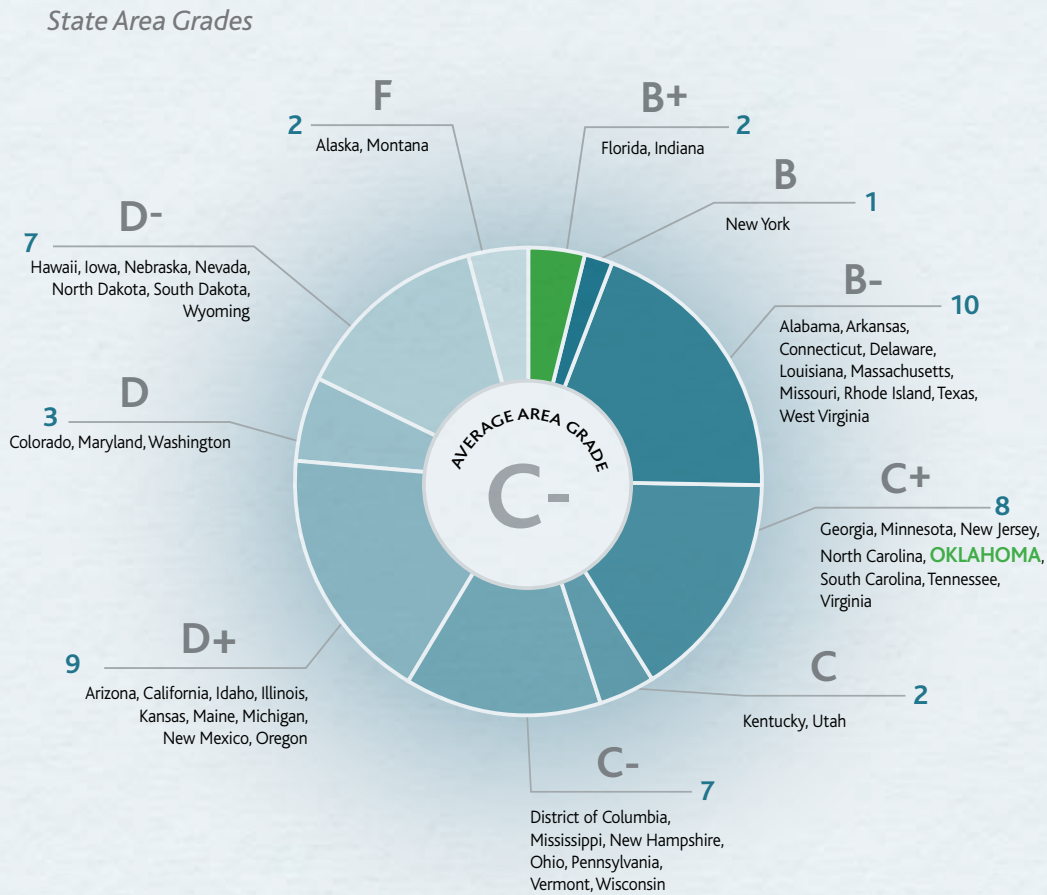 State Area Grades
F
2
Alaska, Montana
B+
2
Florida, Indiana
B
1
New York
B-
10
Alabama, Arkansas,
Connecticut, Delaware,
Louisiana, Massachusetts,
Missouri, Rhode Island, Texas,
West Virginia
C+
8
Georgia, Minnesota, New Jersey,
North Carolina, OKLAHOMA,
South Carolina, Tennessee,
Virginia
C
2
Kentucky, Utah
C-
7
District of Columbia,
Mississippi, New Hampshire,
Ohio, Pennsylvania,
Vermont, Wisconsin
D+
9
Arizona, California, Idaho, Illinois,
Kansas, Maine, Michigan,
New Mexico, Oregon
D
3
Colorado, Maryland, Washington
D-
7
Hawaii, Iowa, Nebraska, Nevada,
North Dakota, South Dakota,
Wyoming
AVERAGE AREA GRADE
C-